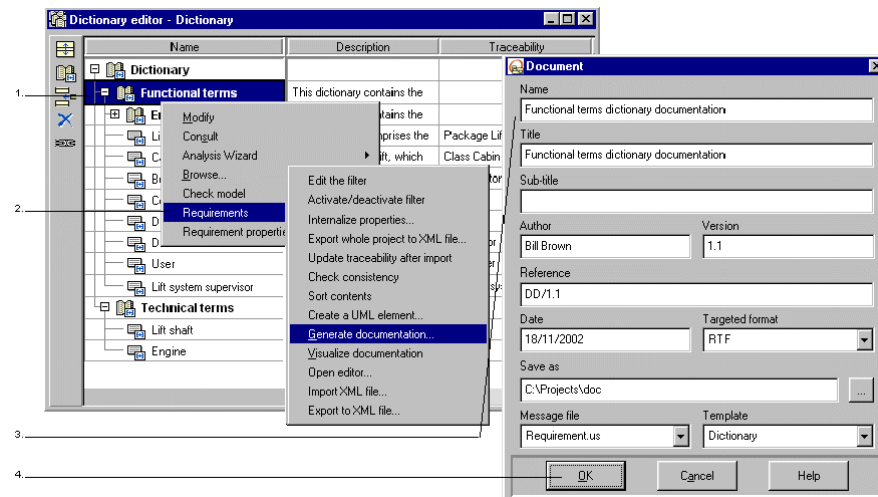 Dictionary editor - Dictionary
Name Description Traceability
Dictionary
1. Functional terms This dictionary contains the
tains the
prises the Package Lif
ift, which Class Cabin
User
Lift system supervisor
Technical terms
Lift shaft
Engine
Modify
Consult
Analysis Wizard
Browse...
Check model
2. Requirements
Requirement properti
Edit the filter
Activate/deactivate filter
Internalize properties...
Export whole project to XML file...
Update traceability after import
Check consistency
Sort contents
Create a UML element...
Generate documentation...
Visualize documentation
Open editor...
Import XML file...
Export to XML file...
3.
4.
Document
Name
Functional terms dictionary documentation
Title
Functional terms dictionary documentation
Sub-title
Author Version
Bill Brown 1.1
Reference
DD/1.1
Date Targeted format
18/11/2002 RTF
Save as
C:\Projects\doc ...
Message file Template
Requirement.us Dictionary
OK Cancel Help